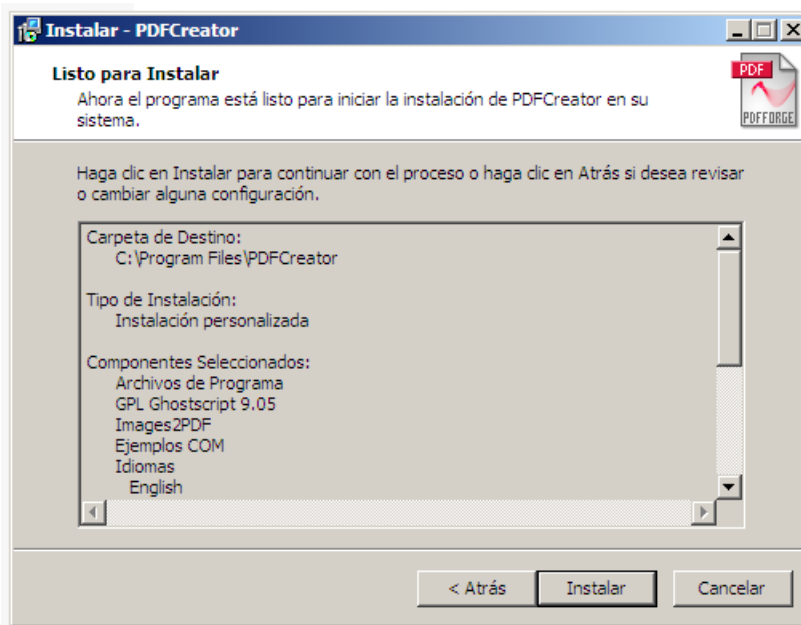 Instalar - PDFCreator
Listo para Instalar
Ahora el programa está listo para iniciar la instalación de PDFCreator en su
sistema.
PDF
PDFFORGE
Haga clic en Instalar para continuar con el proceso o haga clic en Atrás si desea revisar
o cambiar alguna configuración.
Carpeta de Destino:
C:\Program Files\PDFCreator
Tipo de Instalación:
Instalación personalizada
Componentes Seleccionados:
Archivos de Programa
GPL Ghostscript 9.05
Images2PDF
Ejemplos COM
Idiomas
English
< Atrás
Instalar
Cancelar